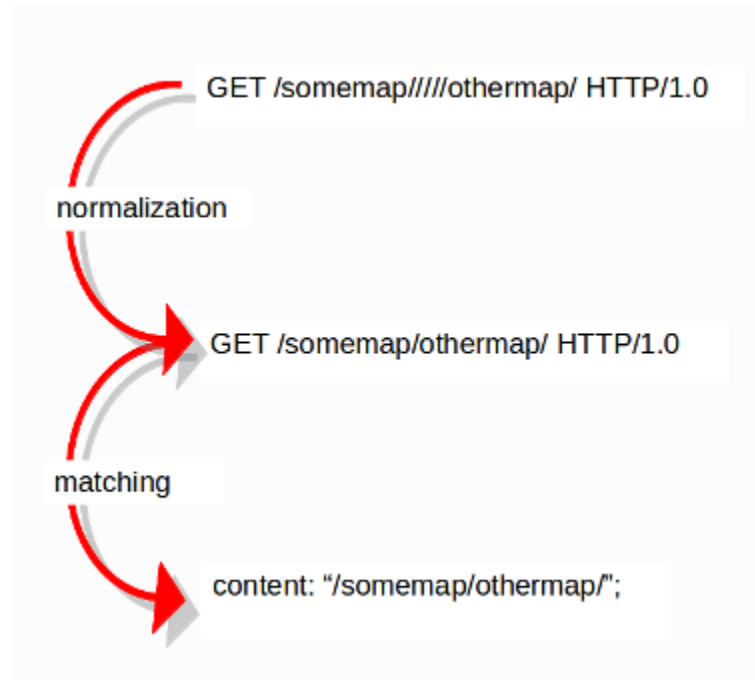 GET /somemap/////othermap/ HTTP/1.0
normalization
GET /somemap/othermap/ HTTP/1.0
matching
content: “/somemap/othermap/”;